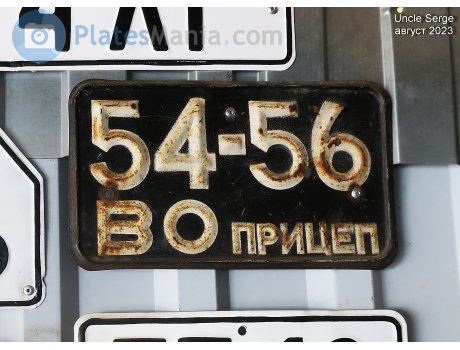 Uncle Serge
август 2023
PlatesMania.com
54-56
ВО ПРИЦЕП